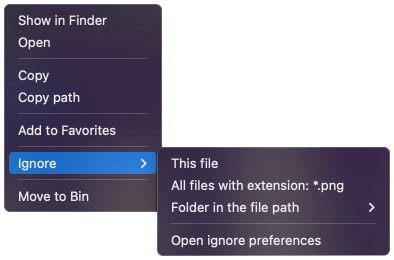 Show in Finder
Open
Copy
Copy path
Add to Favorites
Ignore
Move to Bin
This file
All files with extension: *.png
Folder in the file path
Open ignore preferences